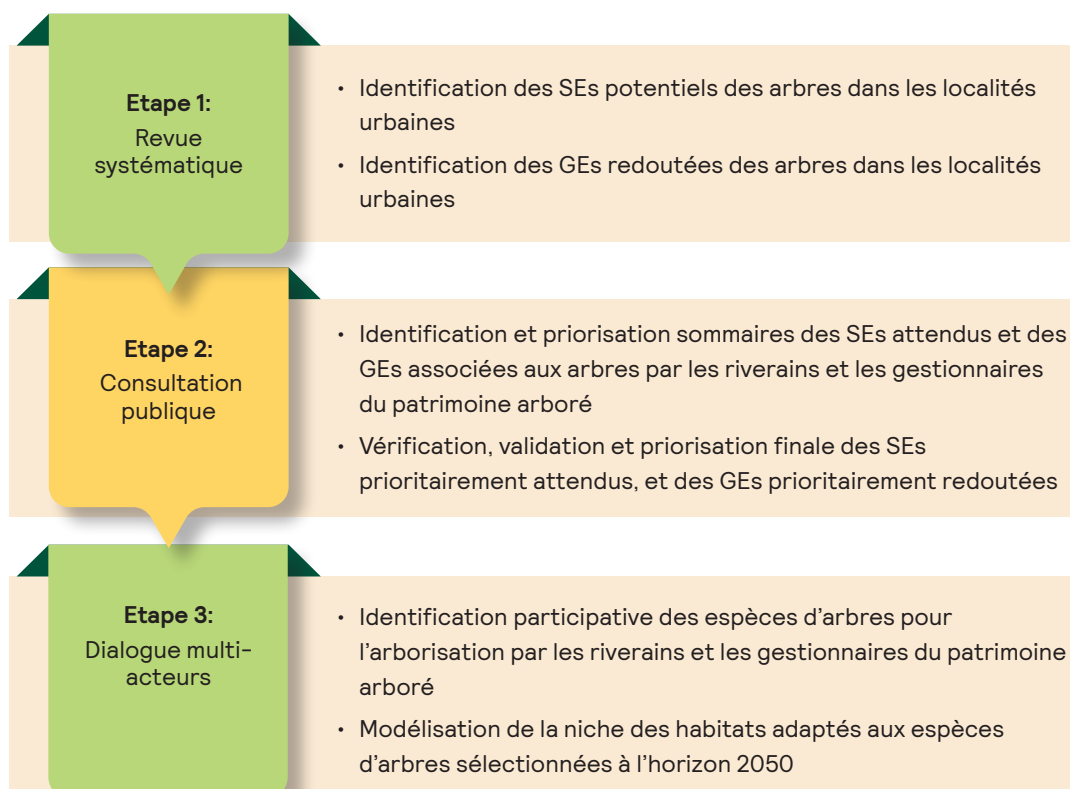 Etape 1:
Revue
systématique
• Identification des SEs potentiels des arbres dans les localités
urbaines
• Identification des GEs redoutées des arbres dans les localités
urbaines
Etape 2:
Consultation
publique
• Identification et priorisation sommaires des SEs attendus et des
GEs associées aux arbres par les riverains et les gestionnaires
du patrimoine arboré
• Vérification, validation et priorisation finale des SEs
prioritairement attendus, et des GEs prioritairement redoutées
Etape 3:
Dialogue multi-
acteurs
• Identification participative des espèces d’arbres pour
l’arborisation par les riverains et les gestionnaires du patrimoine
arboré
• Modélisation de la niche des habitats adaptés aux espèces
d’arbres sélectionnées à l’horizon 2050